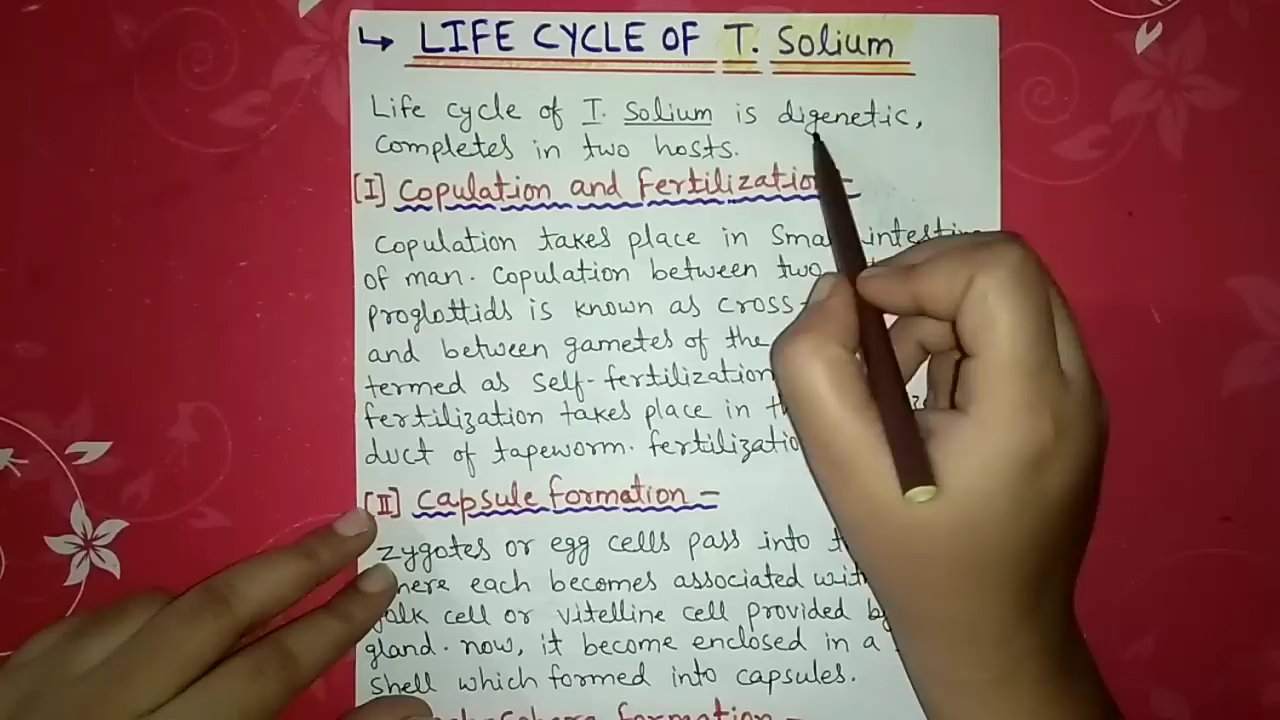 ↳ LIFE CYCLE OF T. Solium
Life cycle of T. Solium is digenetic,
completes in two hosts.
[I] Copulation and fertilization -
Copulation takes place in Small intestine
of man. Copulation between two
proglottids is known as cross-
and between gametes of the
termed as Self-fertilization
fertilization takes place in
duct of tapeworm. fertilization
[II] Capsule formation =
zygotes or egg cells pass into
where each becomes associated with
yolk cell or vitelline cell provided by
gland. now, it become enclosed in a
Shell which formed into capsules.
formation -